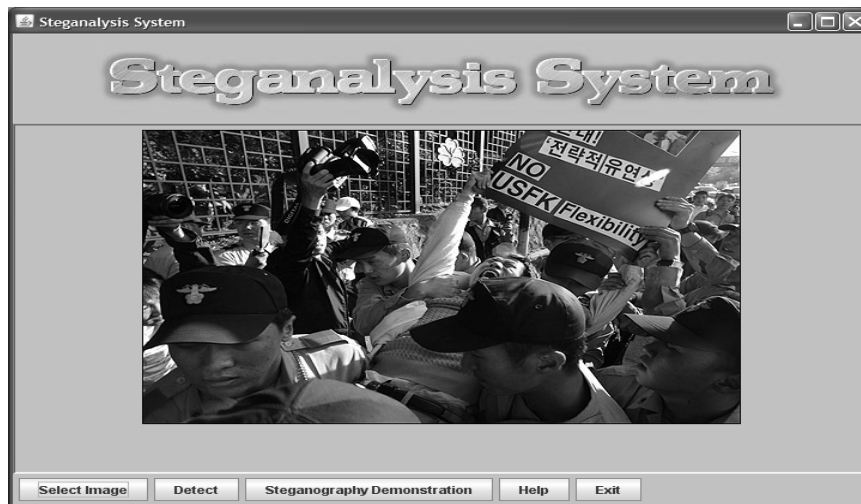 Steganalysis System
Steganalysis System
'전략적유연성
NO
USFK Flexibility
Select Image
Detect
Steganography Demonstration
Help
Exit